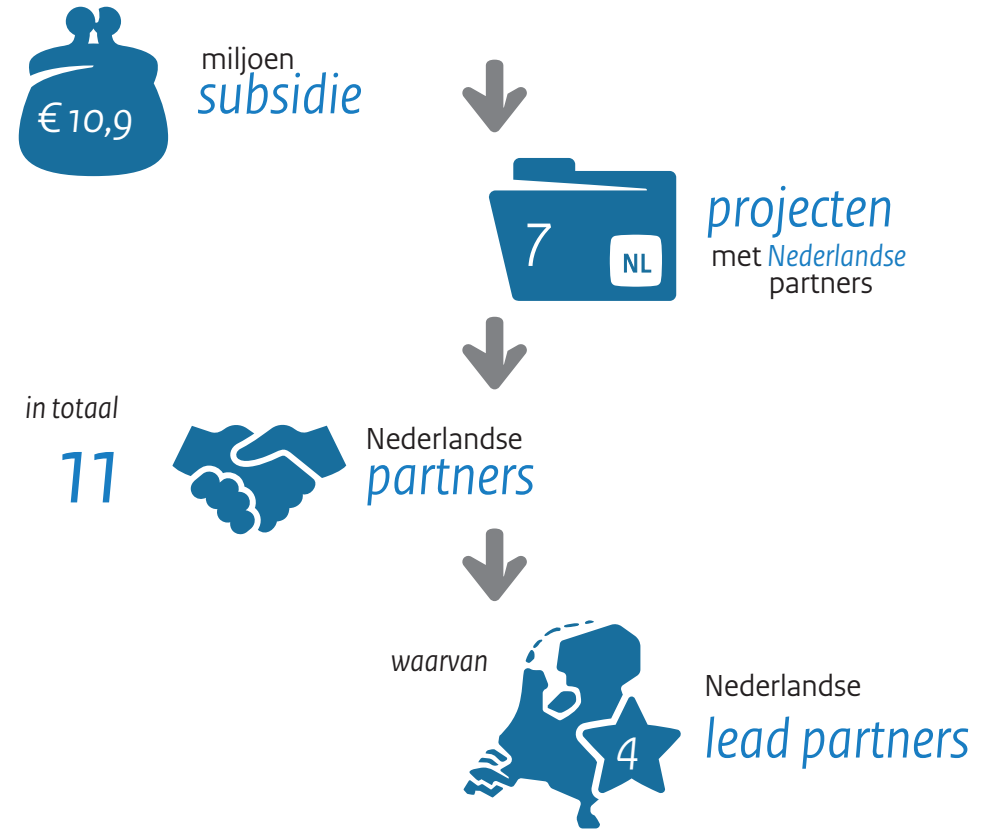 miljoen
subsidie
€ 10,9
projecten
7
NL
met Nederlandse
partners
in totaal
11
Nederlandse
partners
waarvan
Nederlandse
lead partners
4